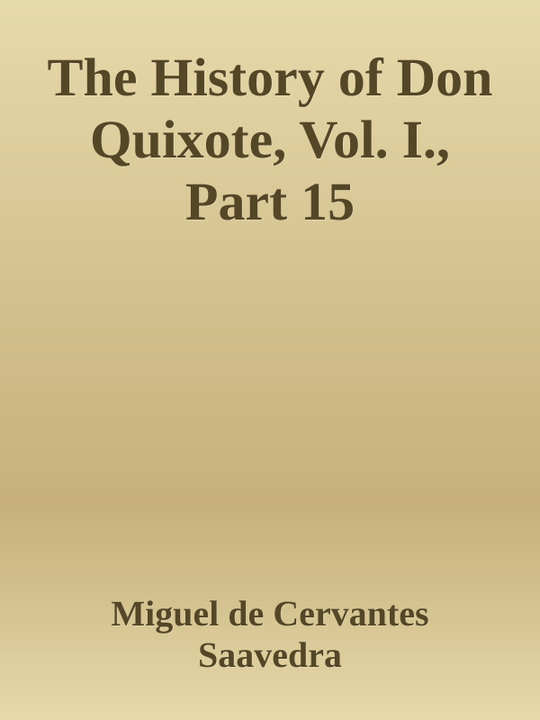 The History of Don
Quixote, Vol. I.,
Part 15
Miguel de Cervantes
Saavedra